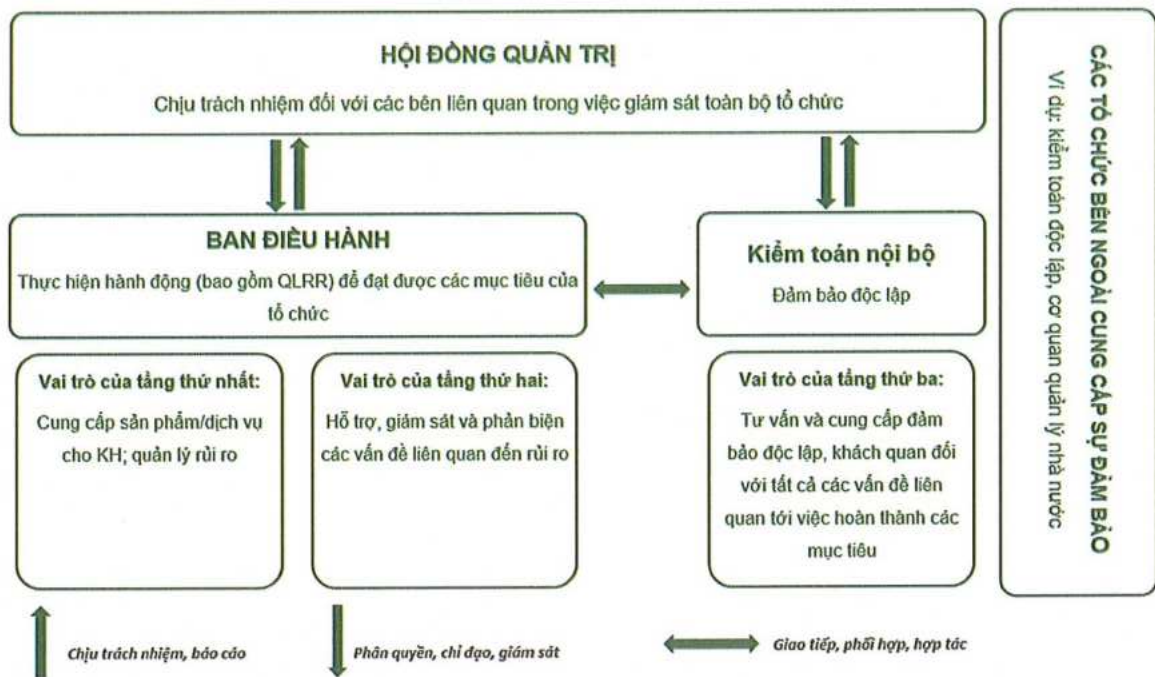 HỘI ĐỒNG QUẢN TRỊ
Chịu trách nhiệm đối với các bên liên quan trong việc giám sát toàn bộ tổ chức
BAN ĐIỀU HÀNH
Thực hiện hành động (bao gồm QLRR) để đạt được các mục tiêu của
tổ chức
Kiểm toán nội bộ
Đảm bảo độc lập
Vai trò của tầng thứ nhất:
Cung cấp sản phẩm/dịch vụ
cho KH; quản lý rủi ro
Vai trò của tầng thứ hai:
Hỗ trợ, giám sát và phản biện
các vấn đề liên quan đến rủi ro
Vai trò của tầng thứ ba:
Tư vấn và cung cấp đảm
bảo độc lập, khách quan đối
với tất cả các vấn đề liên
quan tới việc hoàn thành các
mục tiêu
CÁC TỔ CHỨC BÊN NGOÀI CUNG CẤP SỰ ĐẢM BẢO
Ví dụ: kiểm toán độc lập, cơ quan quản lý nhà nước
Chịu trách nhiệm, báo cáo
Phân quyền, chỉ đạo, giám sát
Giao tiếp, phối hợp, hợp tác